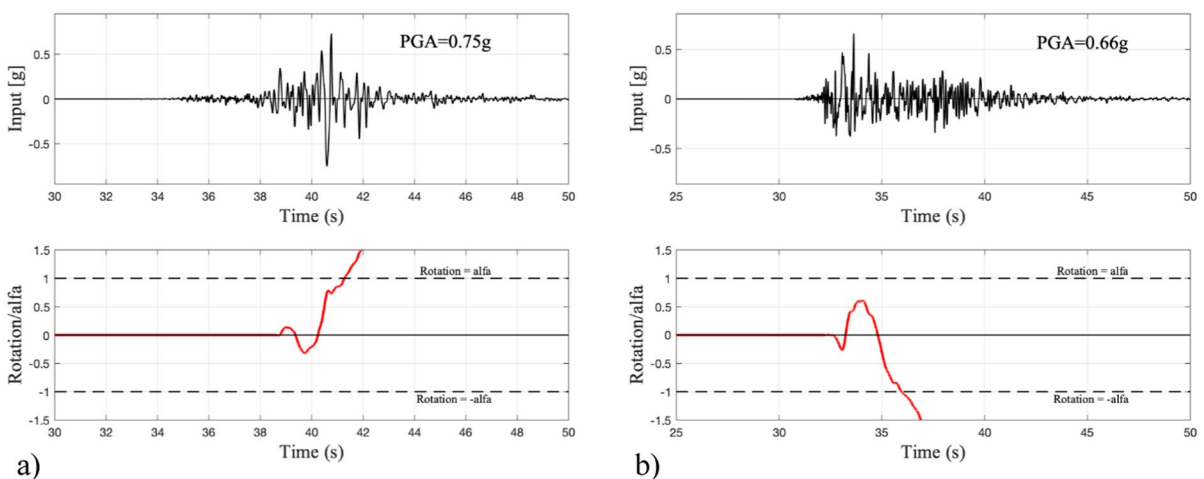 PGA=0.75g
Input [g]
0.5
0
-0.5
30 32 34 36 38 40 42 44 46 48 50
Time (s)
Rotation/alfa
1.5
1
0.5
0
-0.5
-1
-1.5
Rotation = alfa
Rotation = -alfa
30 32 34 36 38 40 42 44 46 48 50
Time (s)
a)
PGA=0.66g
Input [g]
0.5
0
-0.5
25 30 35 40 45 50
Time (s)
Rotation/alfa
1.5
1
0.5
0
-0.5
-1
-1.5
Rotation = alfa
Rotation = -alfa
25 30 35 40 45 50
Time (s)
b)